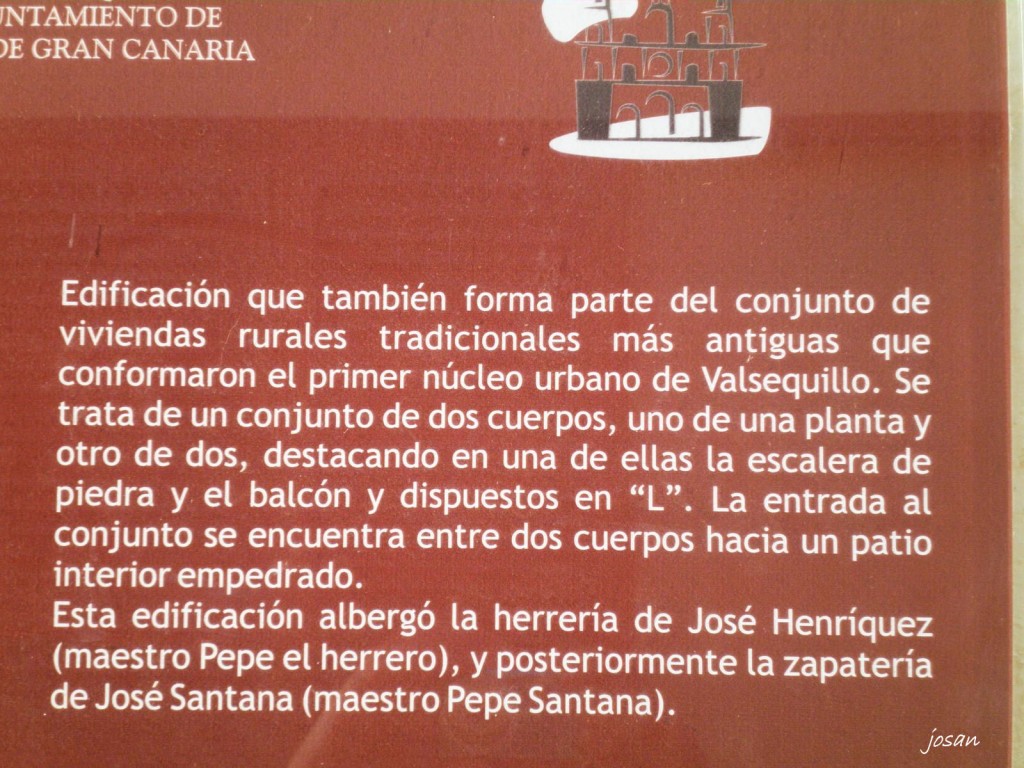 DE
DE GRAN CANARIA
Edificación que también forma parte del conjunto de
viviendas rurales tradicionales más antiguas que
conformaron el primer núcleo urbano de Valsequillo. Se
trata de un conjunto de dos cuerpos, uno de una planta y
otro de dos, destacando en una de ellas la escalera de
piedra y el balcón y dispuestos en “L”. La entrada al
conjunto se encuentra entre dos cuerpos hacia un patio
interior empedrado.
Esta edificación albergó la herrería de José Henríquez
(maestro Pepe el herrero), y posteriormente la zapatería
de José Santana (maestro Pepe Santana).
josan